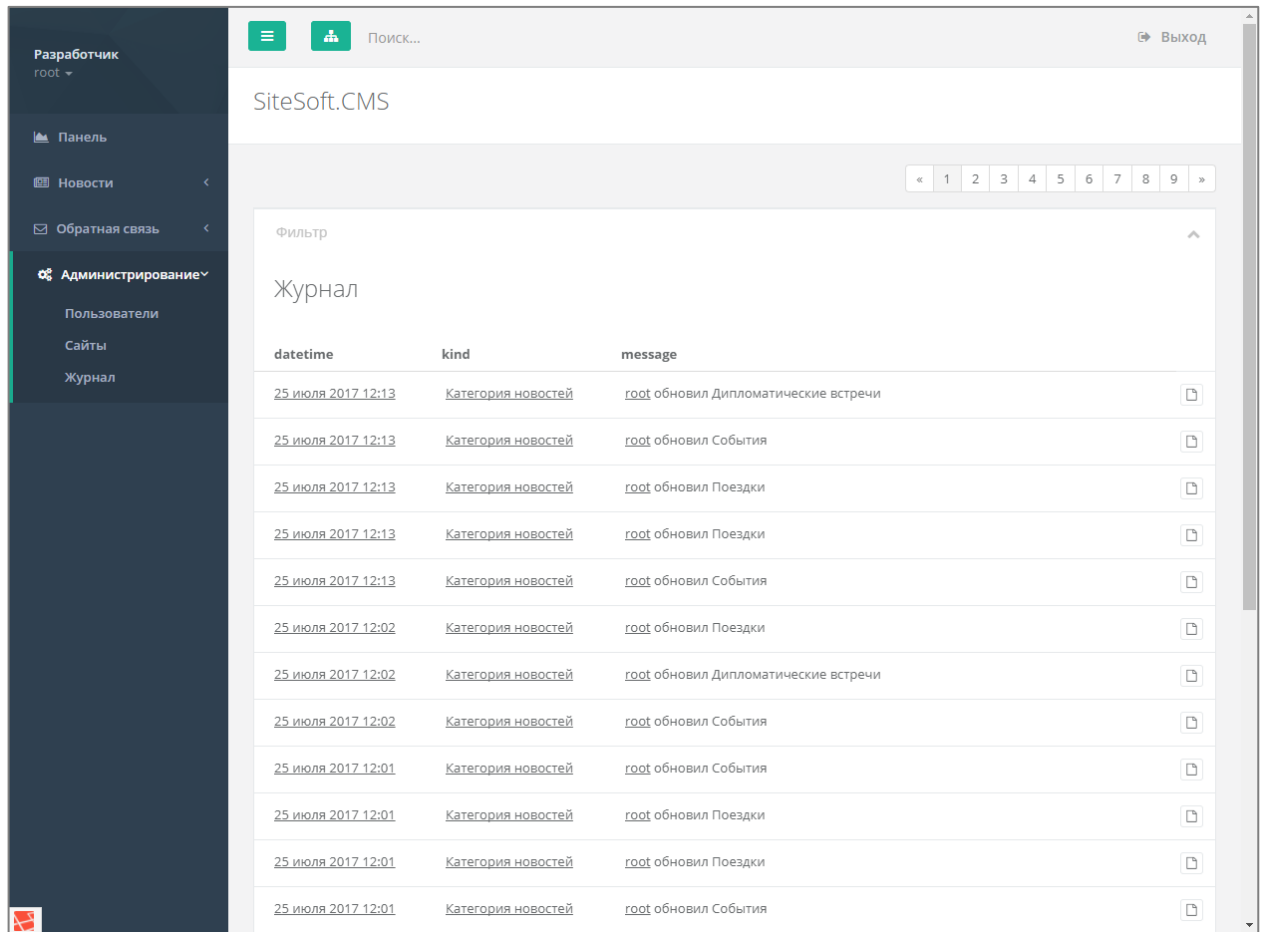 Разработчик
root
Панель
Новости
Обратная связь
Администрирование
Пользователи
Сайты
Журнал
Поиск...
Выход
SiteSoft.CMS
« 1 2 3 4 5 6 7 8 9 »
Фильтр
Журнал
datetime kind message
25 июля 2017 12:13 Категория новостей root обновил Дипломатические встречи
25 июля 2017 12:13 Категория новостей root обновил События
25 июля 2017 12:13 Категория новостей root обновил Поездки
25 июля 2017 12:13 Категория новостей root обновил Поездки
25 июля 2017 12:13 Категория новостей root обновил События
25 июля 2017 12:02 Категория новостей root обновил Поездки
25 июля 2017 12:02 Категория новостей root обновил Дипломатические встречи
25 июля 2017 12:02 Категория новостей root обновил События
25 июля 2017 12:01 Категория новостей root обновил События
25 июля 2017 12:01 Категория новостей root обновил Поездки
25 июля 2017 12:01 Категория новостей root обновил Поездки
25 июля 2017 12:01 Категория новостей root обновил События